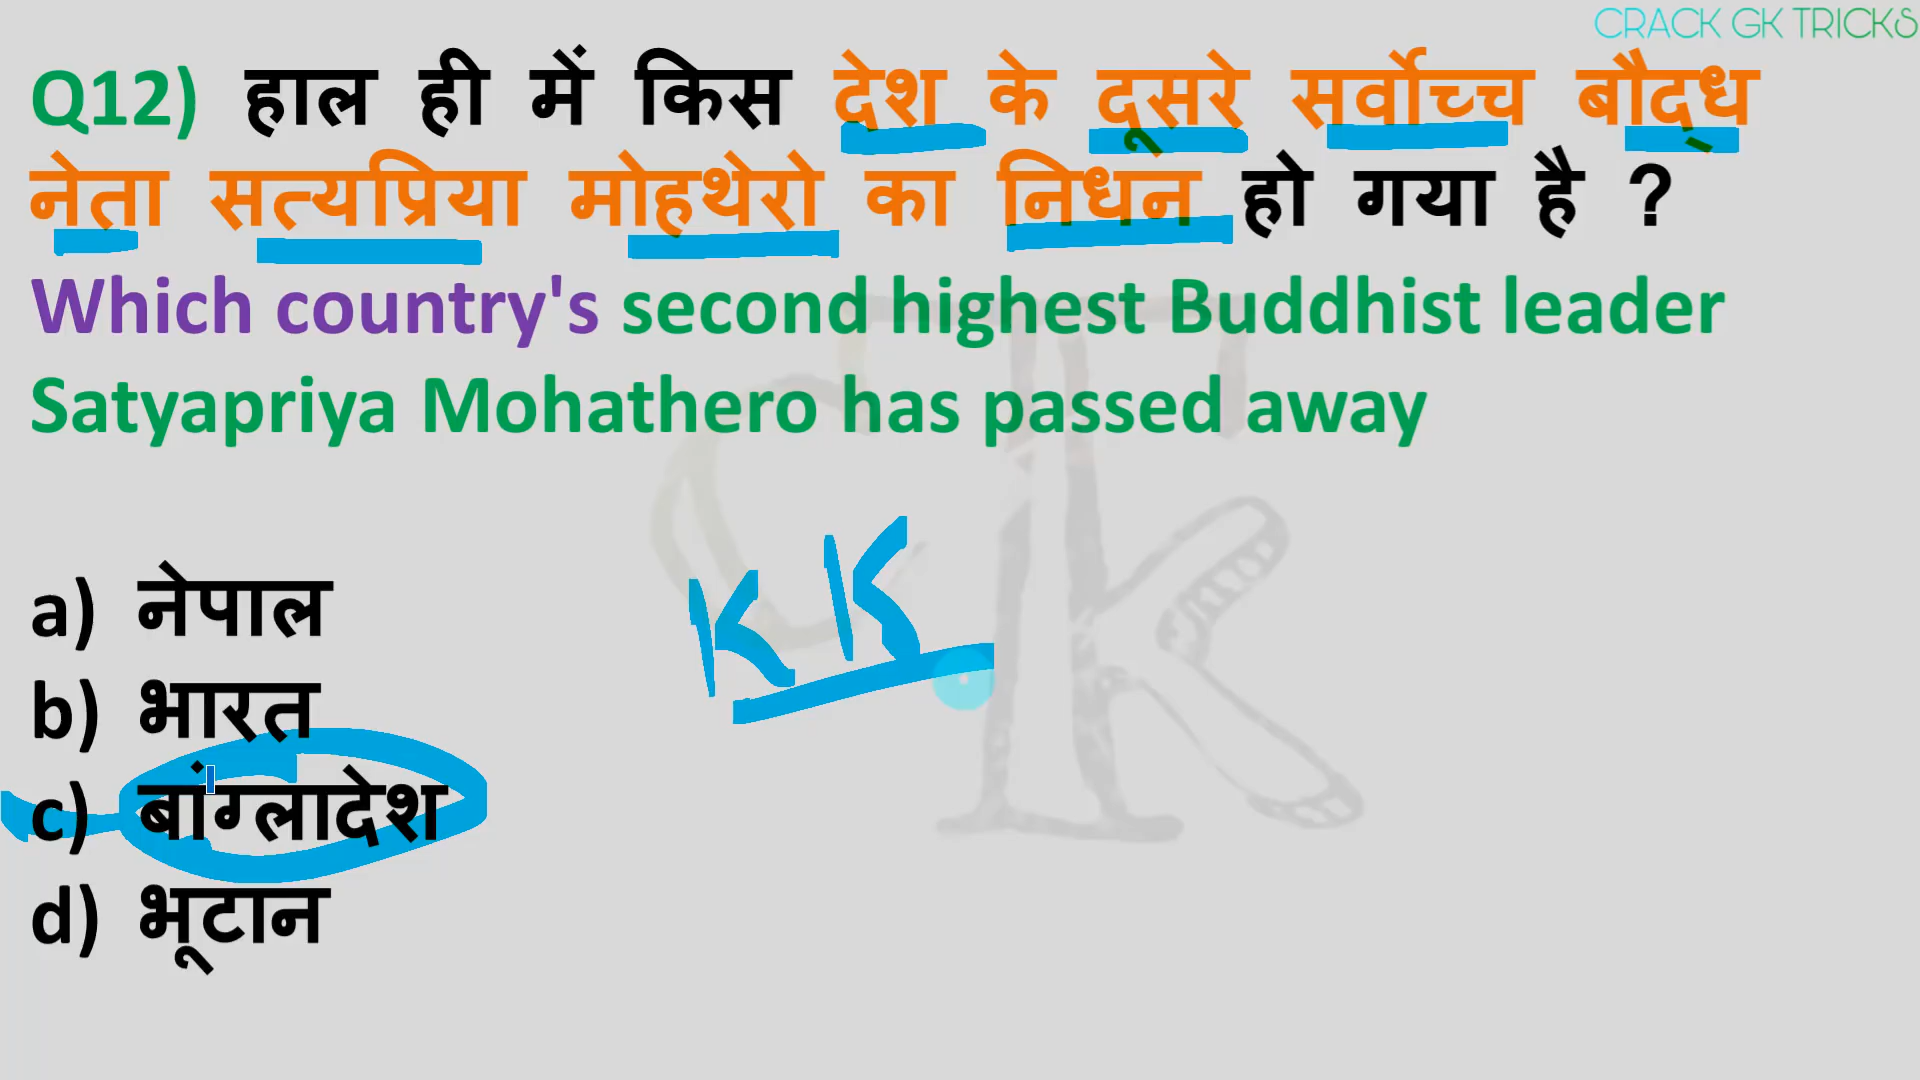 CRACK GK TRICKS
Q12) हाल ही में किस देश के दूसरे सर्वोच्च बौद्ध
नेता सत्यप्रिया मोहथेरो का निधन हो गया है ?
Which country's second highest Buddhist leader
Satyapriya Mohathero has passed away
KK
a) नेपाल
b) भारत
c) बांग्लादेश
d) भूटान